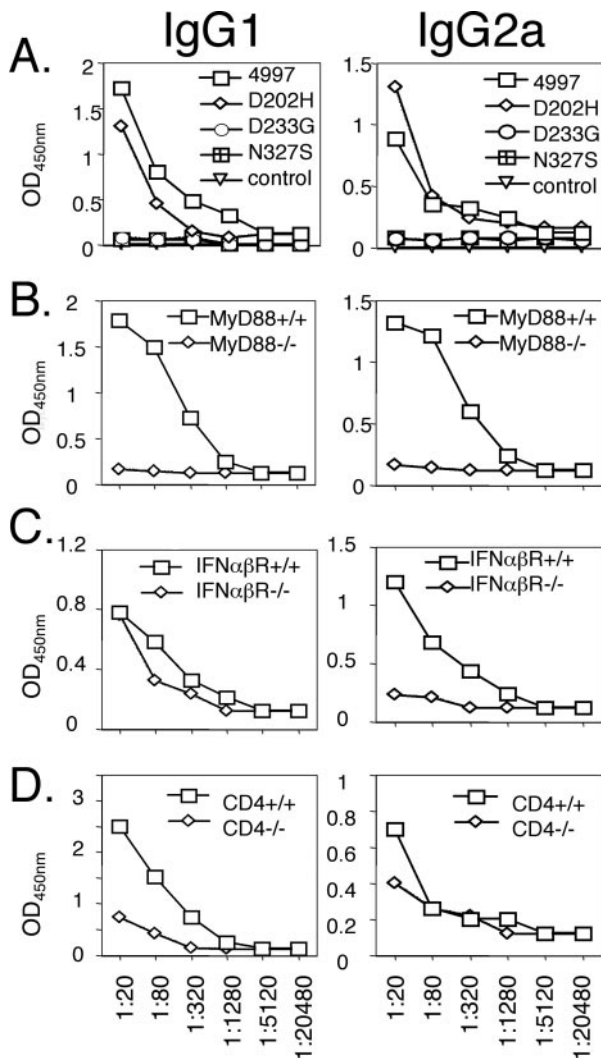 IgG1 IgG2a
A.
OD450nm
2
1.5
1
0.5
0
4997
D202H
D233G
N327S
control
1.5
1
0.5
0
4997
D202H
D233G
N327S
control
B.
OD450nm
2
1.5
1
0.5
0
MyD88+/+
MyD88-/-
1.5
1
0.5
0
MyD88+/+
MyD88-/-
C.
OD450nm
1.2
0.8
0.4
0
IFNαβR+/+
IFNαβR-/-
1.5
1
0.5
0
IFNαβR+/+
IFNαβR-/-
D.
OD450nm
3
2
1
0
CD4+/+
CD4-/-
1
0.8
0.6
0.4
0.2
0
CD4+/+
CD4-/-
1:20
1:80
1:320
1:1280
1:5120
1:20480
1:20
1:80
1:320
1:1280
1:5120
1:20480